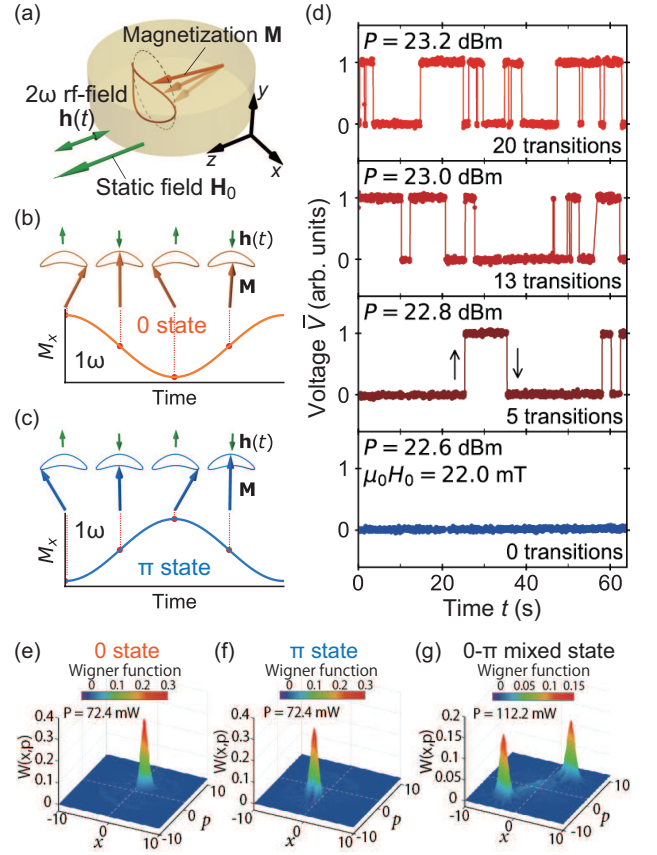 (a)
Magnetization M
2ω rf-field
h(t)
Static field H0
y
z
x
(b)
h(t)
M
Mx
0 state
1ω
Time
(c)
h(t)
M
Mx
1ω
π state
Time
(d)
Voltage V̅ (arb. units)
P = 23.2 dBm
1
0
20 transitions
P = 23.0 dBm
1
0
13 transitions
P = 22.8 dBm
1
0
5 transitions
P = 22.6 dBm
μ0H0 = 22.0 mT
1
0
0 transitions
0 20 40 60
Time t (s)
(e) 0 state
Wigner function
0 0.1 0.2 0.3
P = 72.4 mW
W(x,p)
0.4
0.3
0.2
0.1
0
-10 0 10
x
-10 0 10
p
(f) π state
Wigner function
0 0.1 0.2 0.3
P = 72.4 mW
W(x,p)
0.4
0.3
0.2
0.1
0
-10 0 10
x
-10 0 10
p
(g) 0-π mixed state
Wigner function
0 0.05 0.10 0.15
P = 112.2 mW
W(x,p)
0.2
0.15
0.1
0.05
0
-10 0 10
x
-10 0 10
p